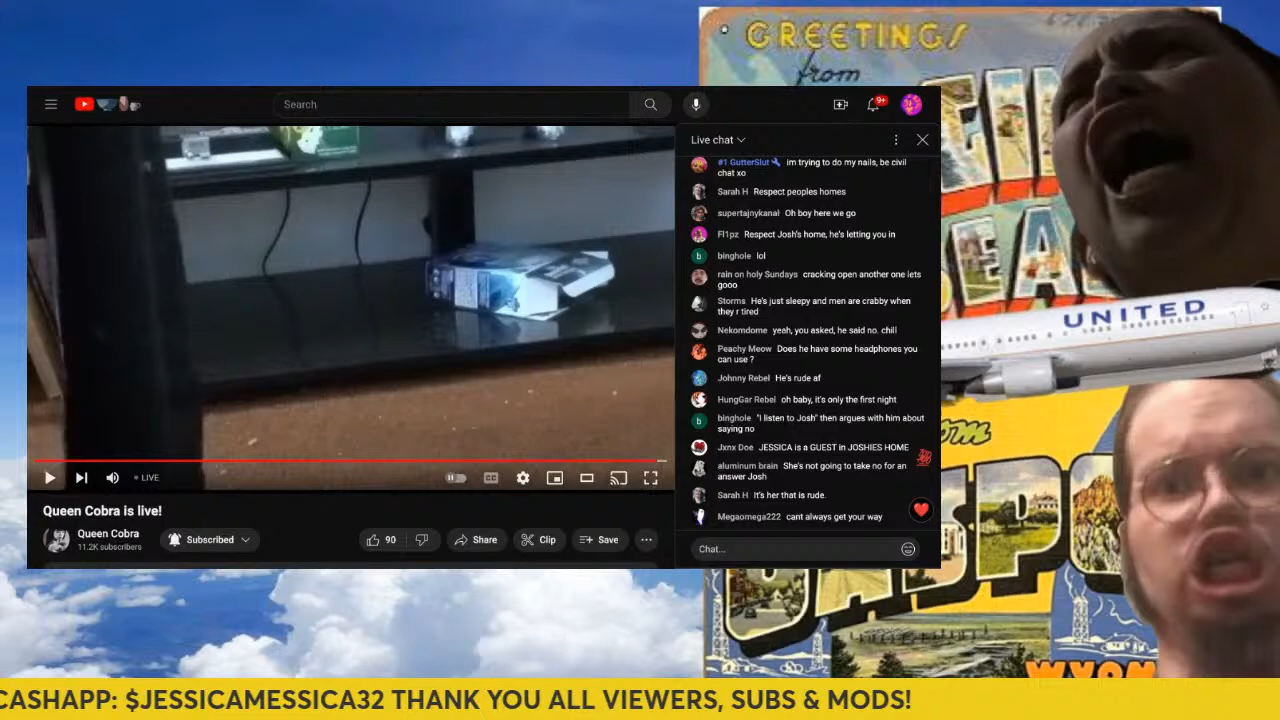 GREETINGS
from
Search
9+
Live chat
#1 GutterSlut im trying to do my nails, be civil
chat xo
Sarah H Respect peoples homes
supertajnykanal Oh boy here we go
Fl1pz Respect Josh's home, he's letting you in
b binghole lol
rain on holy Sundays cracking open another one lets
gooo
Storms He's just sleepy and men are crabby when
they r tired
Nekomdome yeah, you asked, he said no. chill
Peachy Meow Does he have some headphones you
can use ?
Johnny Rebel He's rude af
HungGar Rebel oh baby, it's only the first night
b binghole "I listen to Josh" then argues with him about
saying no
Jxnx Doe JESSICA is a GUEST in JOSHIES HOME
aluminum brain She's not going to take no for an
answer Josh
Sarah H It's her that is rude.
Megaomega222 cant always get your way
Chat...
LIVE
CC
Queen Cobra is live!
Queen Cobra
11.2K subscribers
Subscribed
90
Share
Clip
Save
UNITED
CASHAPP: $JESSICAMESSICA32 THANK YOU ALL VIEWERS, SUBS & MODS!